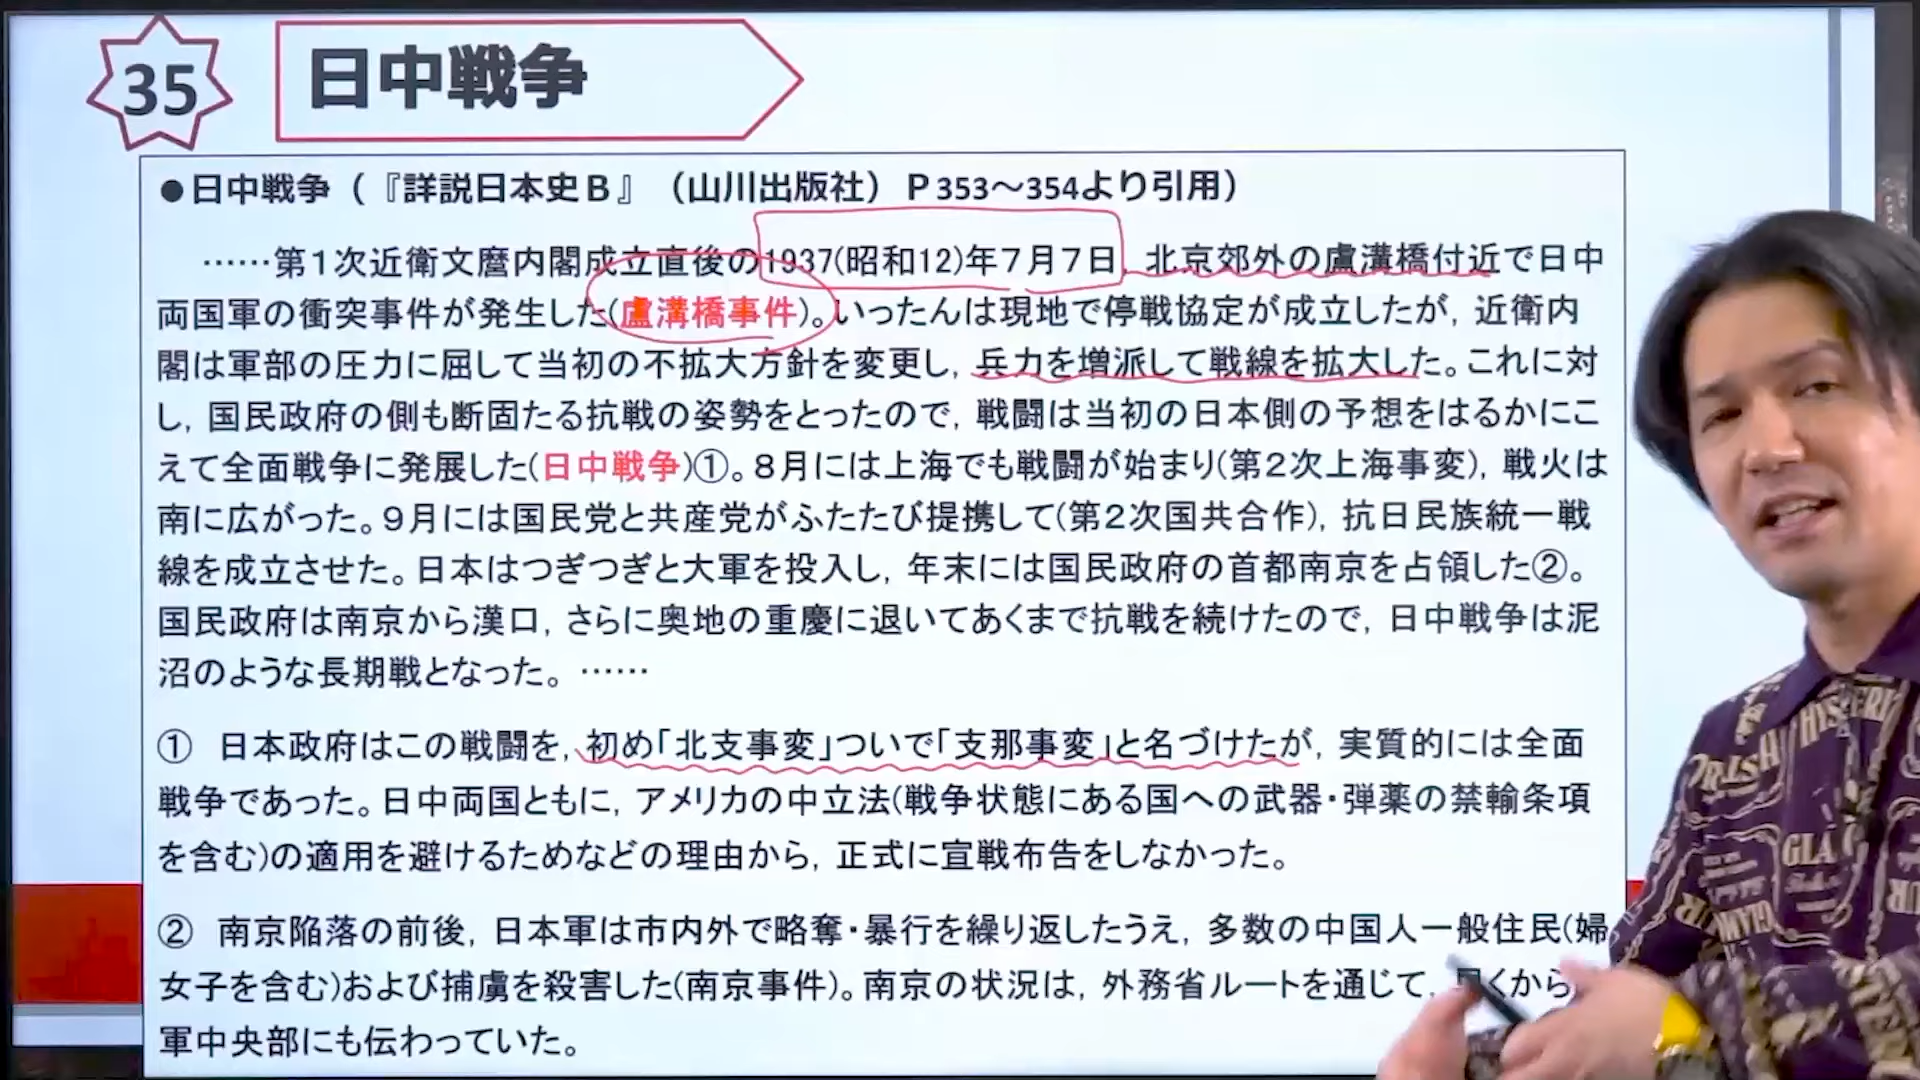 35
日中戦争
●日中戦争（『詳説日本史Ｂ』（山川出版社）Ｐ353～354より引用）
……第１次近衛文麿内閣成立直後の1937(昭和12)年７月７日, 北京郊外の盧溝橋付近で日中
両国軍の衝突事件が発生した(盧溝橋事件)。いったんは現地で停戦協定が成立したが, 近衛内
閣は軍部の圧力に屈して当初の不拡大方針を変更し, 兵力を増派して戦線を拡大した。これに対
し, 国民政府の側も断固たる抗戦の姿勢をとったので, 戦闘は当初の日本側の予想をはるかにこ
えて全面戦争に発展した(日中戦争)①。８月には上海でも戦闘が始まり(第２次上海事変), 戦火は
南に広がった。９月には国民党と共産党がふたたび提携して(第２次国共合作), 抗日民族統一戦
線を成立させた。日本はつぎつぎと大軍を投入し, 年末には国民政府の首都南京を占領した②。
国民政府は南京から漢口, さらに奥地の重慶に退いてあくまで抗戦を続けたので, 日中戦争は泥
沼のような長期戦となった。……
① 日本政府はこの戦闘を, 初め「北支事変」ついで「支那事変」と名づけたが, 実質的には全面
戦争であった。日中両国ともに, アメリカの中立法(戦争状態にある国への武器・弾薬の禁輸条項
を含む)の適用を避けるためなどの理由から, 正式に宣戦布告をしなかった。
② 南京陥落の前後, 日本軍は市内外で略奪・暴行を繰り返したうえ, 多数の中国人一般住民(婦
女子を含む)および捕虜を殺害した(南京事件)。南京の状況は, 外務省ルートを通じて, 早くから
軍中央部にも伝わっていた。